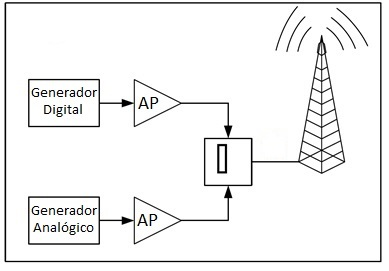 Generador
Digital
AP
Generador
Analógico
AP